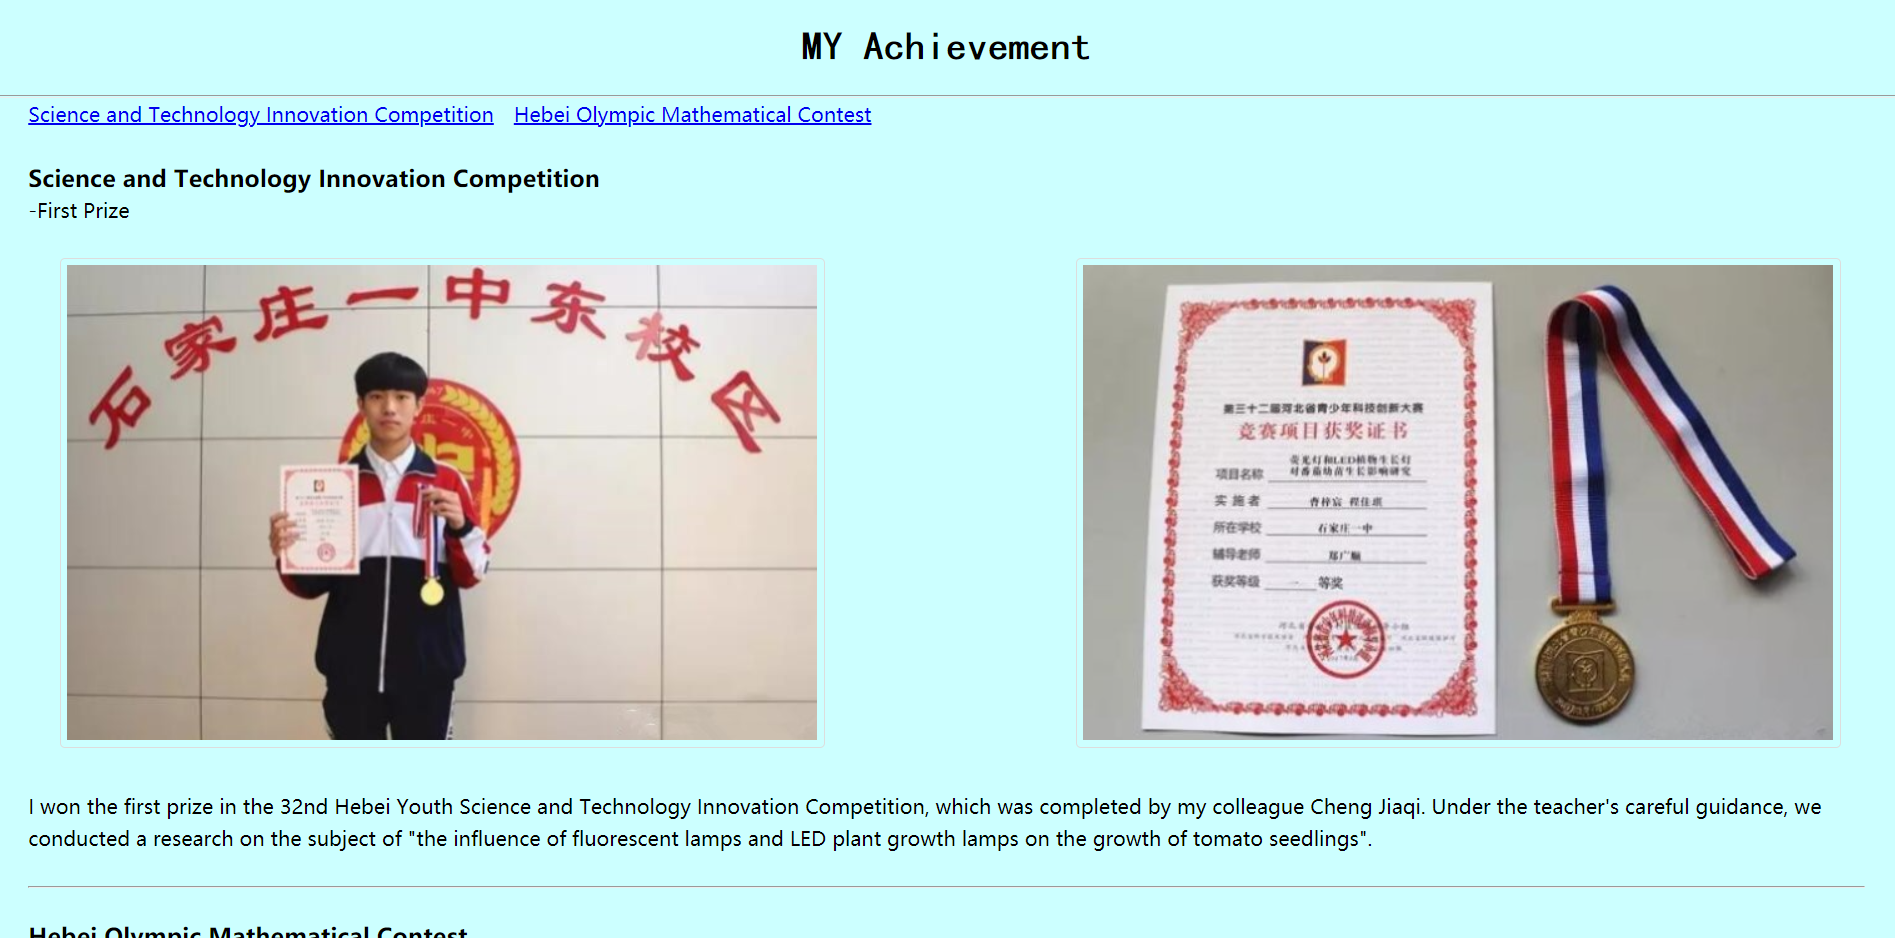 MY Achievement
Science and Technology Innovation Competition Hebei Olympic Mathematical Contest
Science and Technology Innovation Competition
-First Prize
石家庄一中东校区
第三十二届河北省青少年科技创新大赛
竞赛项目获奖证书
项目名称 荧光灯和LED植物生长灯
对番茄幼苗生长影响研究
实施者 曹梓宸 程佳琪
所在学校 石家庄一中
辅导老师
获奖等级 一 等奖
I won the first prize in the 32nd Hebei Youth Science and Technology Innovation Competition, which was completed by my colleague Cheng Jiaqi. Under the teacher's careful guidance, we
conducted a research on the subject of "the influence of fluorescent lamps and LED plant growth lamps on the growth of tomato seedlings".
Hebei Olympic Mathematical Contest